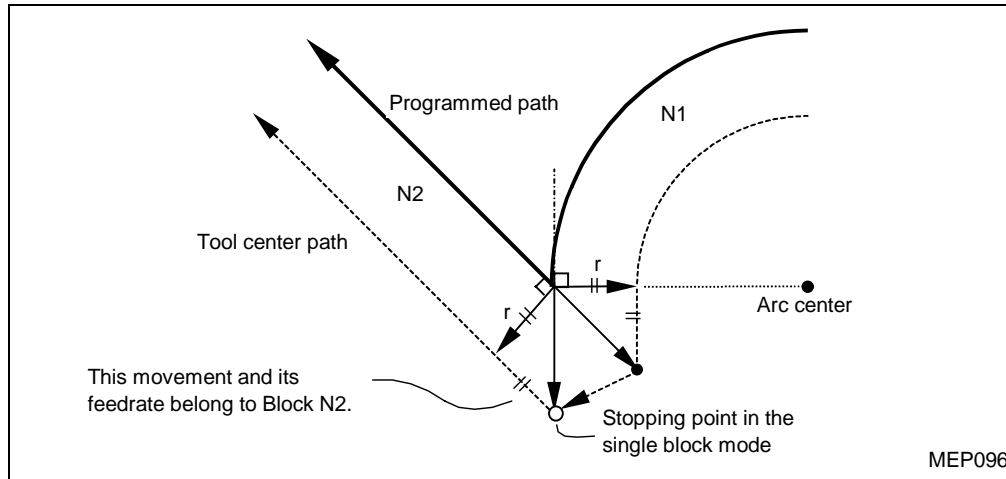 Programmed path
N1
N2
Tool center path
r
r
Arc center
This movement and its
feedrate belong to Block N2.
Stopping point in the
single block mode
MEP096